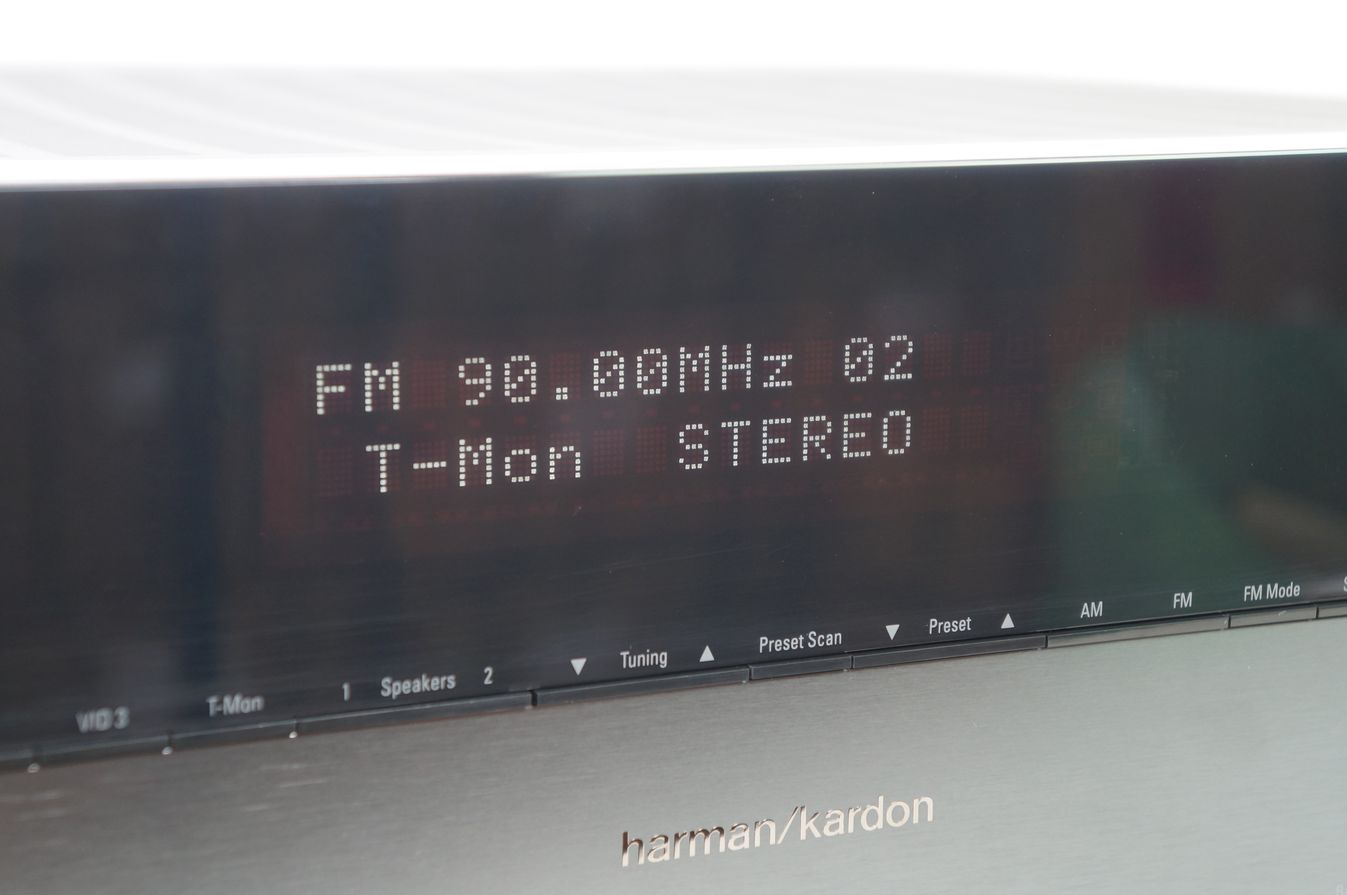 FM 90.00MHz 02
T-Mon STEREO
VID 3 T-Mon 1 Speakers 2 ▼ Tuning ▲ Preset Scan ▼ Preset ▲ AM FM FM Mode
harman/kardon